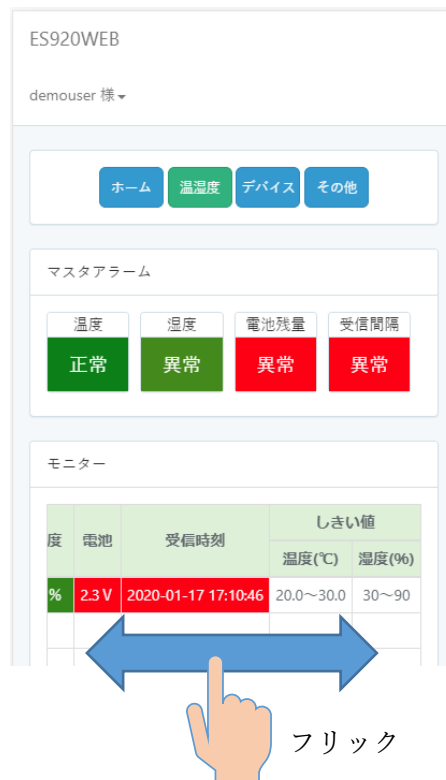 ES920WEB
demouser 様
ホーム 温湿度 デバイス その他
マスタアラーム
温度 湿度 電池残量 受信間隔
正常 異常 異常 異常
モニター
度 電池 受信時刻 しきい値
温度(℃) 湿度(%)
% 2.3 V 2020-01-17 17:10:46 20.0～30.0 30～90
フリック